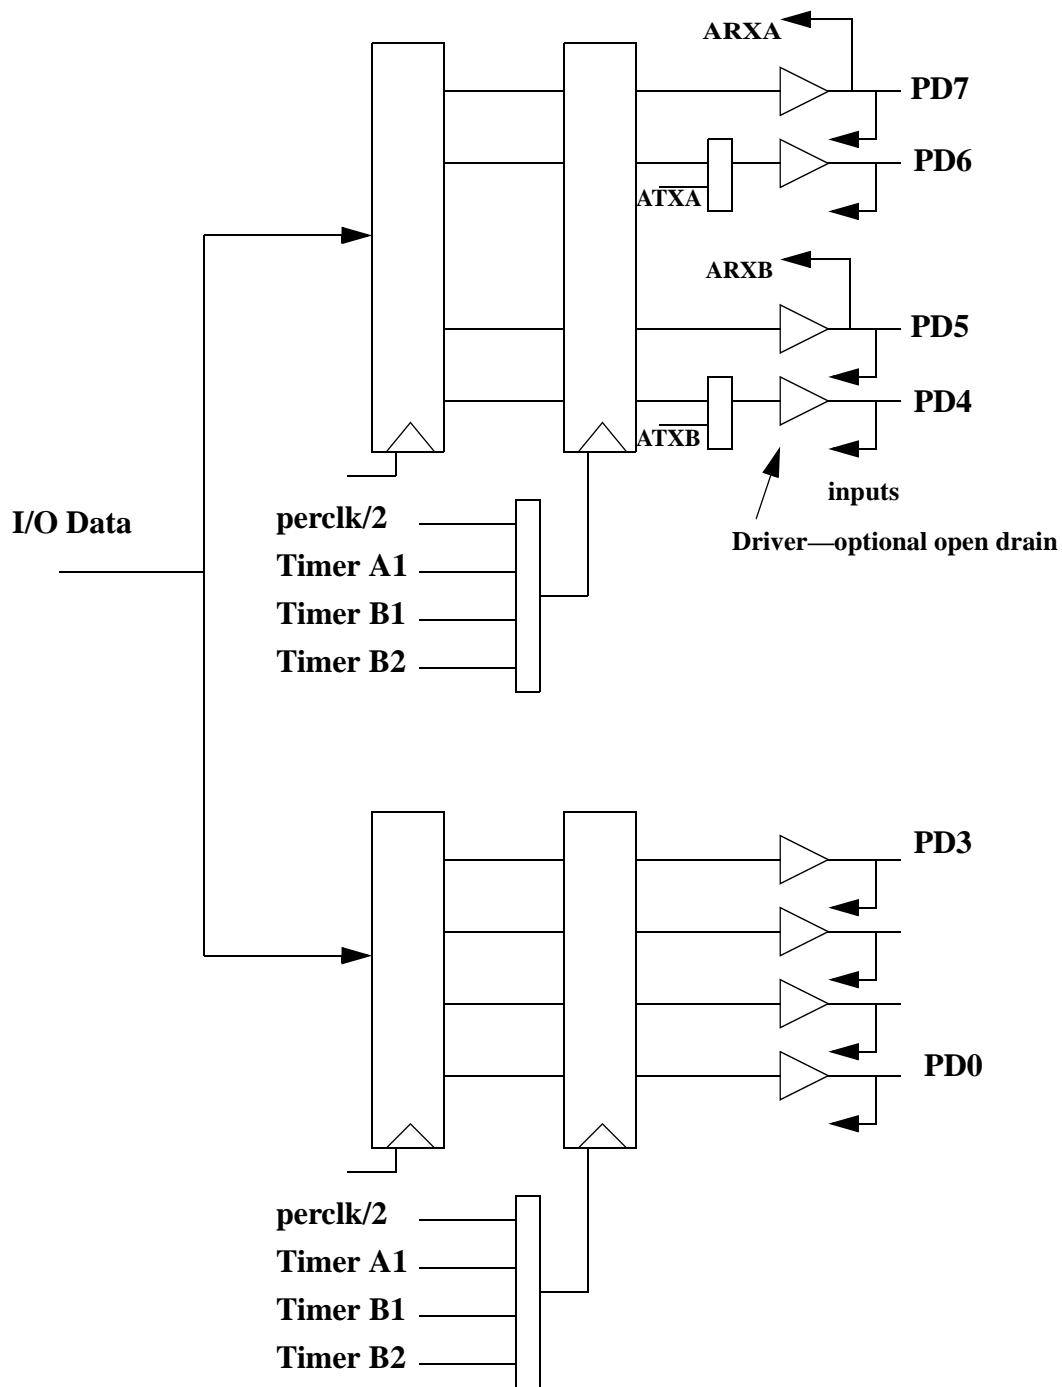 ARXA
PD7
PD6
ATXA
ARXB
PD5
PD4
ATXB
inputs
I/O Data
perclk/2
Driver—optional open drain
Timer A1
Timer B1
Timer B2
PD3
PD0
perclk/2
Timer A1
Timer B1
Timer B2